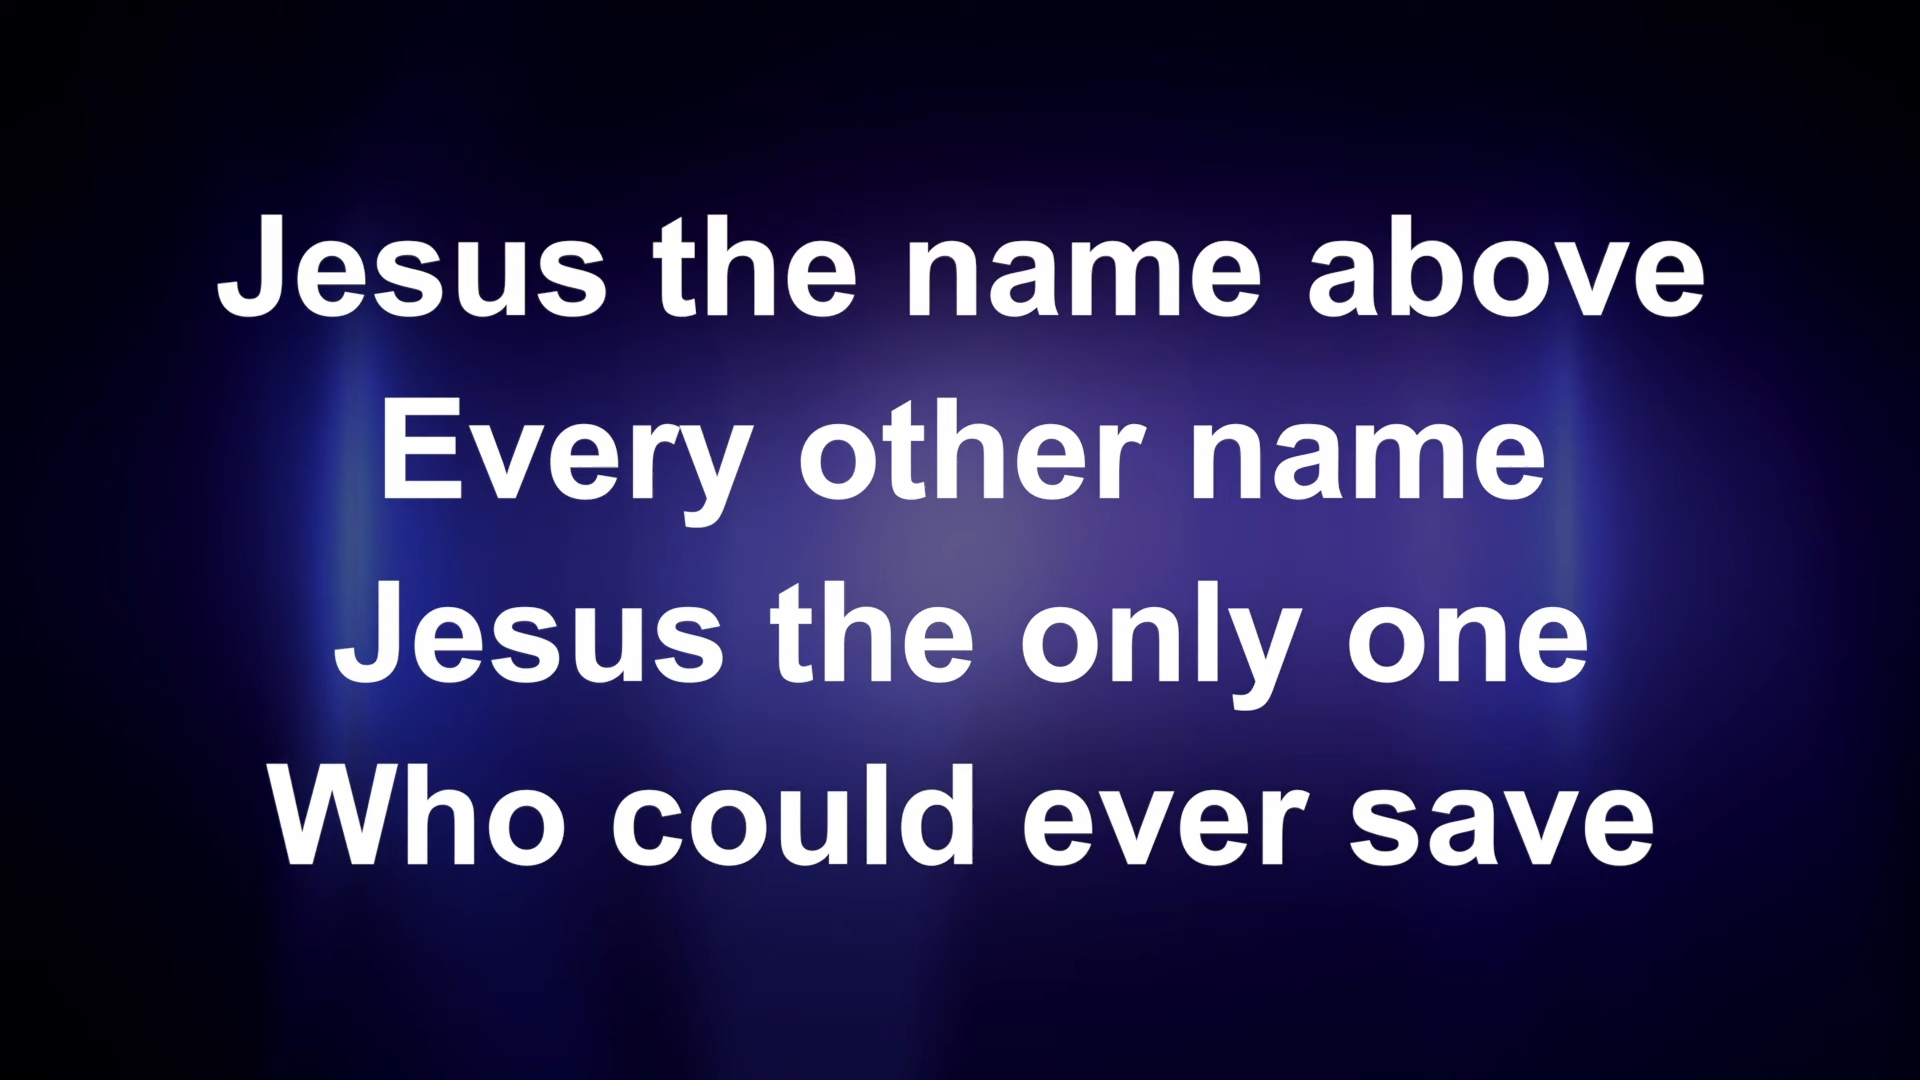 Jesus the name above
Every other name
Jesus the only one
Who could ever save